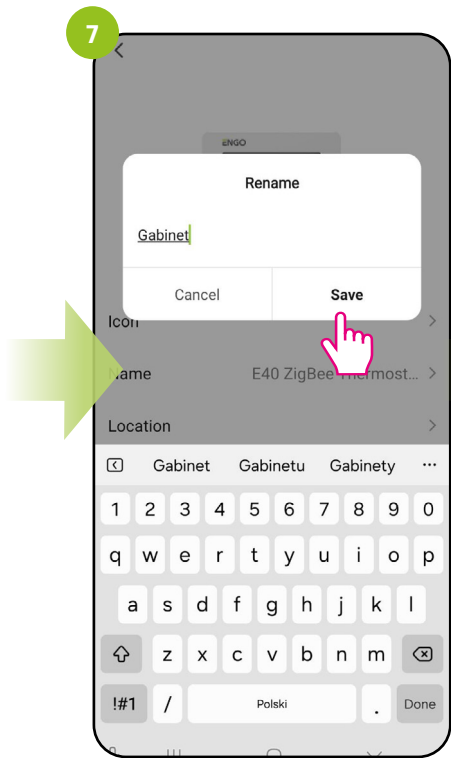 7
ENGO
Rename
Gabinet
Cancel Save
Icon
Name E40 ZigBee Thermost...
Location
Gabinet Gabinetu Gabinety ...
1 2 3 4 5 6 7 8 9 0
q w e r t y u i o p
a s d f g h j k l
z x c v b n m
!#1 / Polski . Done